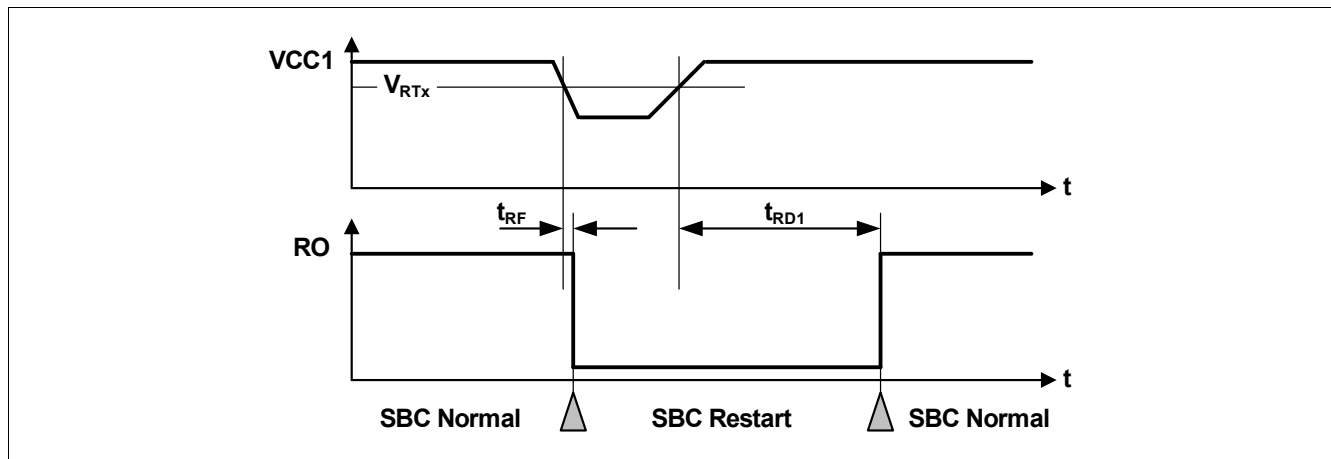 VCC1
VRTx
t
tRF
tRD1
RO
t
SBC Normal SBC Restart SBC Normal